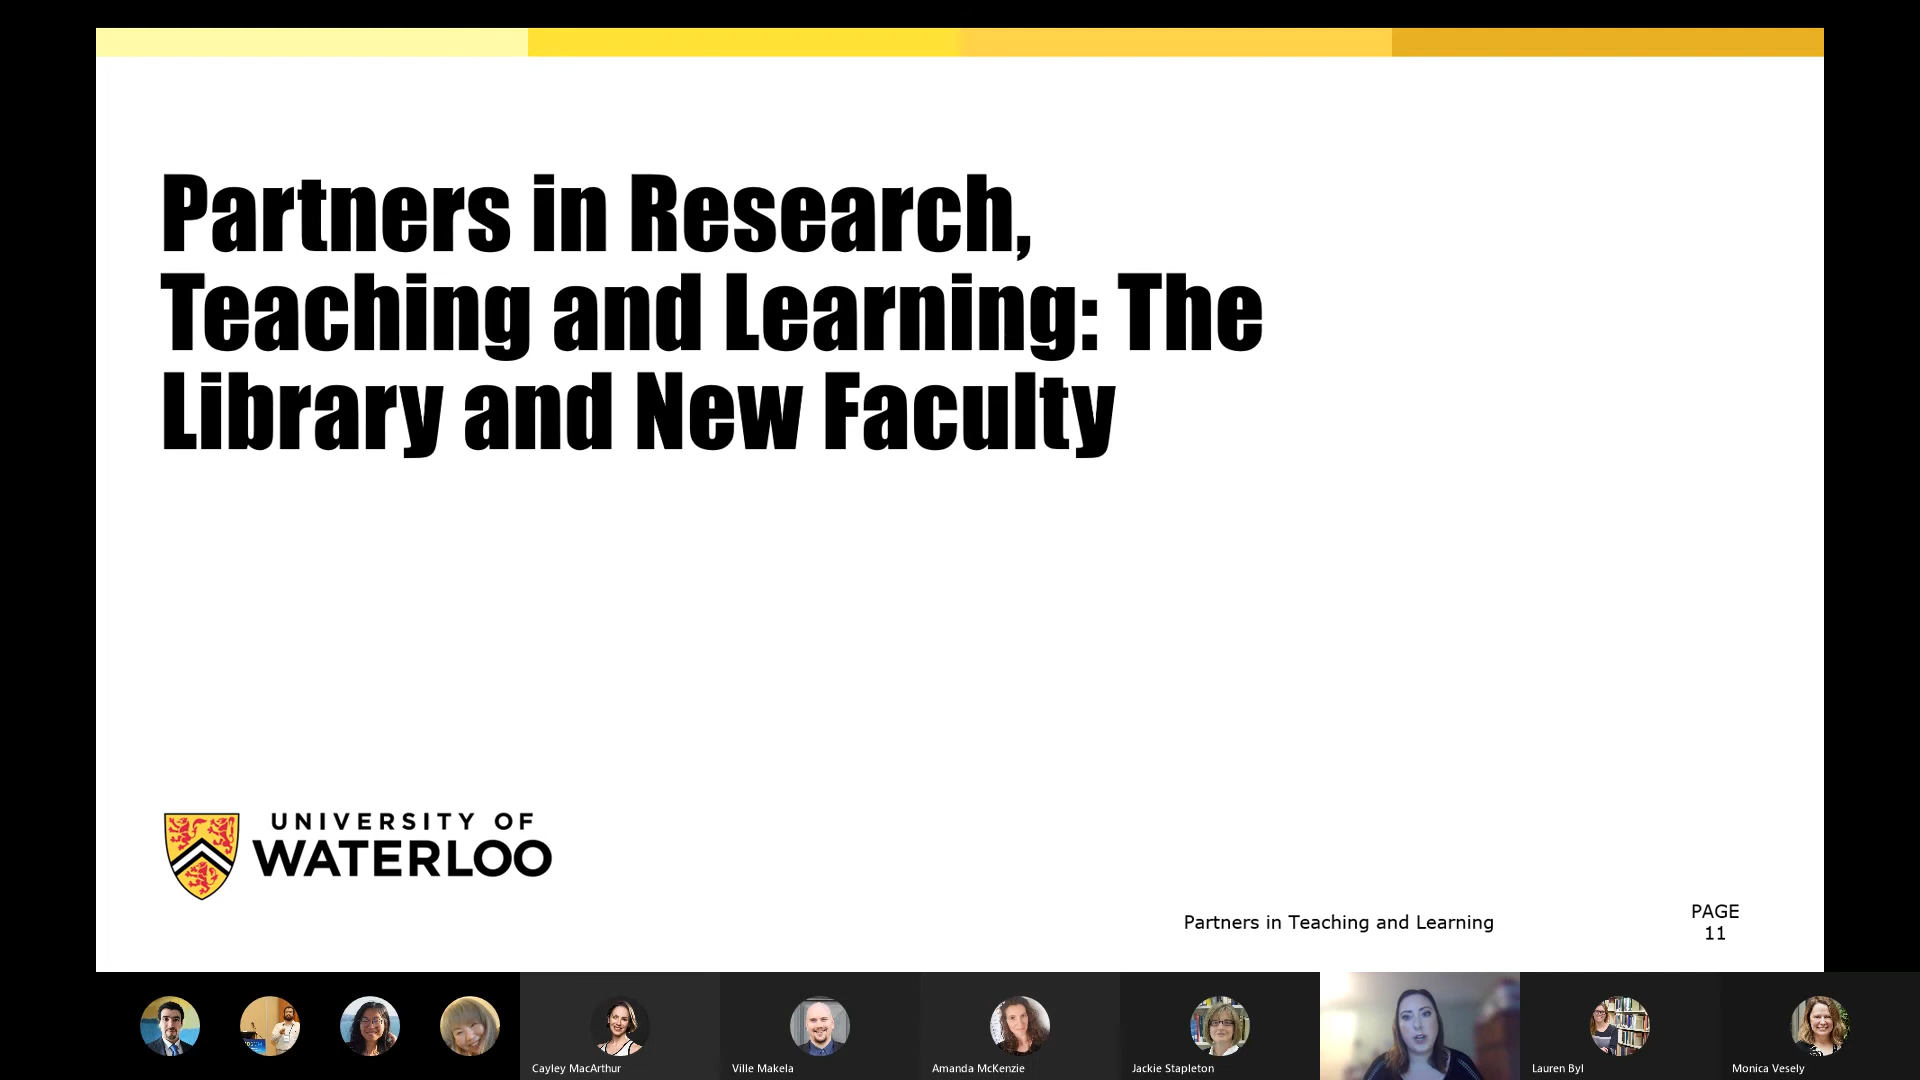 Partners in Research,
Teaching and Learning: The
Library and New Faculty
UNIVERSITY OF
WATERLOO
Partners in Teaching and Learning
PAGE
11
Cayley MacArthur
Ville Makela
Amanda McKenzie
Jackie Stapleton
Lauren Byl
Monica Vesely